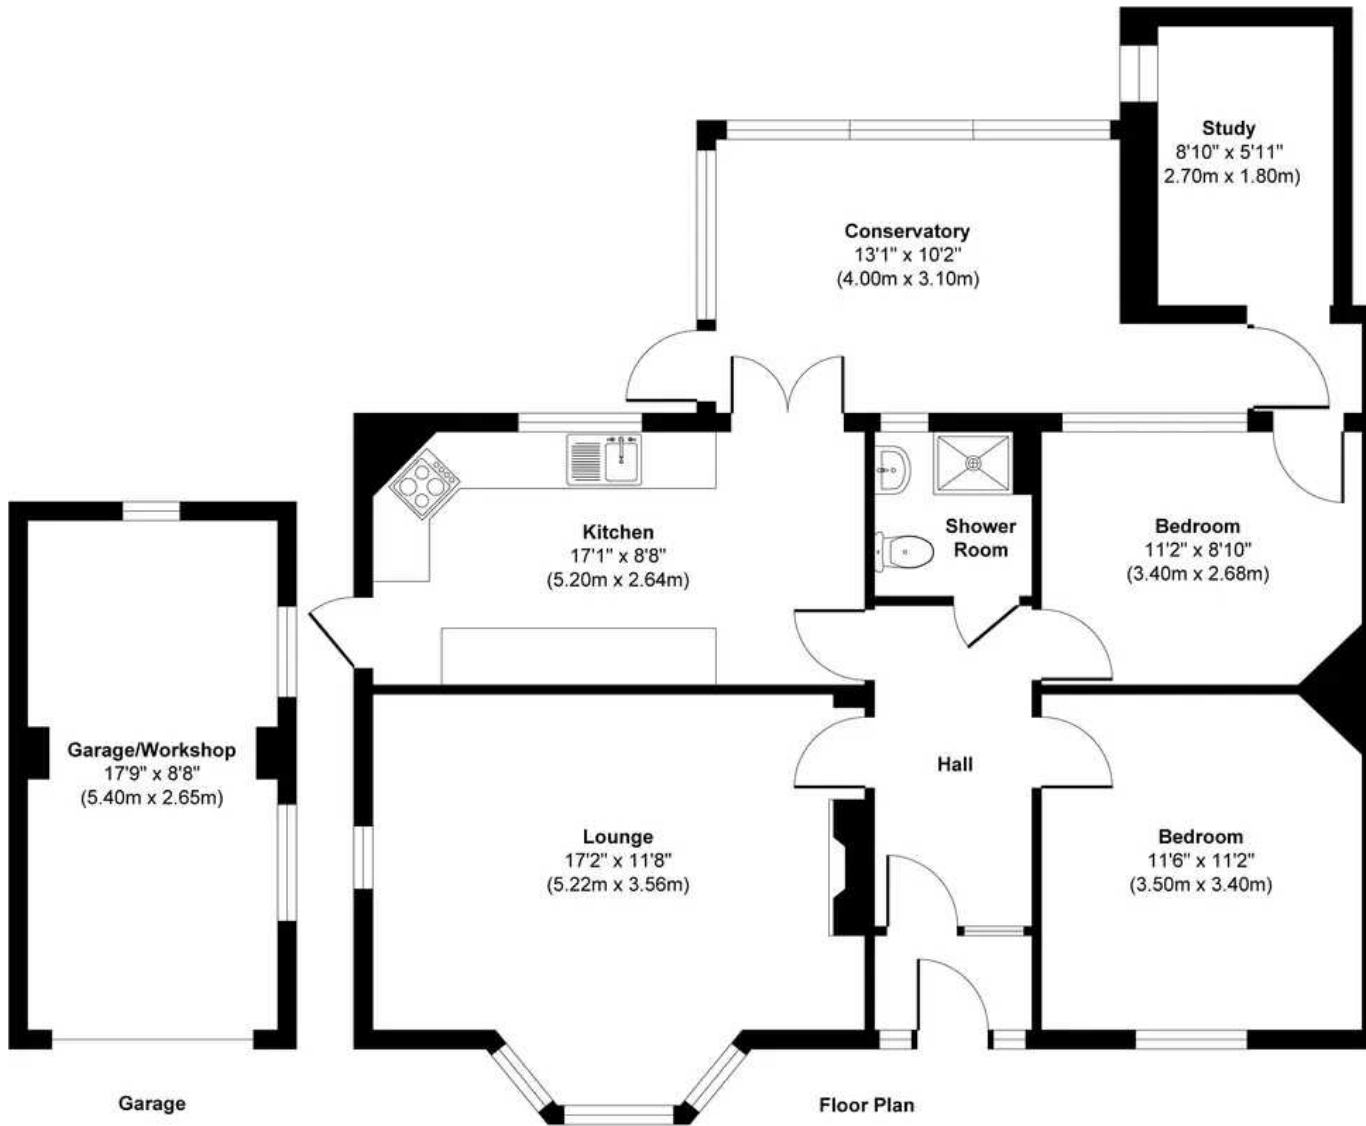 Study
8'10" x 5'11"
2.70m x 1.80m)
Conservatory
13'1" x 10'2"
(4.00m x 3.10m)
Kitchen
17'1" x 8'8"
(5.20m x 2.64m)
Shower
Room
Bedroom
11'2" x 8'10"
(3.40m x 2.68m)
Garage/Workshop
17'9" x 8'8"
(5.40m x 2.65m)
Lounge
17'2" x 11'8"
(5.22m x 3.56m)
Hall
Bedroom
11'6" x 11'2"
(3.50m x 3.40m)
Garage
Floor Plan